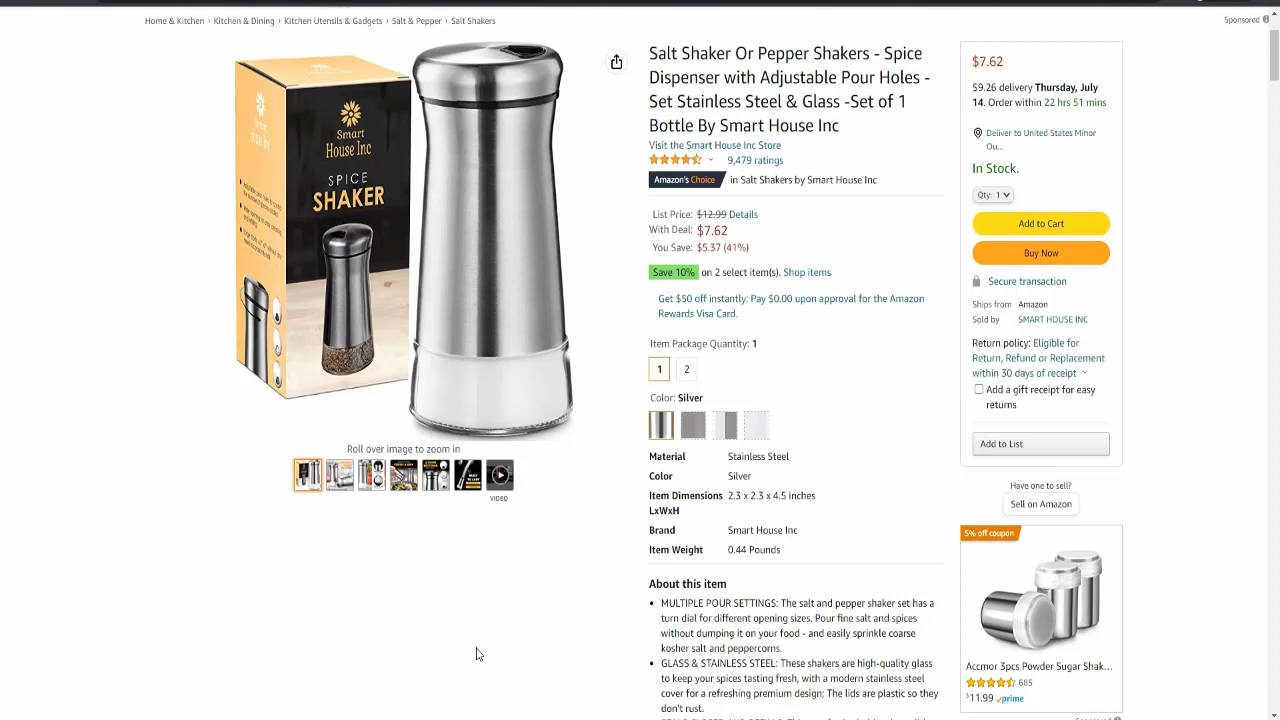 Home & Kitchen › Kitchen & Dining › Kitchen Utensils & Gadgets › Salt & Pepper › Salt Shakers
Sponsored
Smart
House Inc
SPICE
SHAKER
Roll over image to zoom in
VIDEO
Salt Shaker Or Pepper Shakers - Spice
Dispenser with Adjustable Pour Holes -
Set Stainless Steel & Glass -Set of 1
Bottle By Smart House Inc
Visit the Smart House Inc Store
9,479 ratings
Amazon's Choice in Salt Shakers by Smart House Inc
List Price: $12.99 Details
With Deal: $7.62
You Save: $5.37 (41%)
Save 10% on 2 select item(s). Shop items
Get $50 off instantly: Pay $0.00 upon approval for the Amazon
Rewards Visa Card.
Item Package Quantity: 1
1 2
Color: Silver
Material Stainless Steel
Color Silver
Item Dimensions 2.3 x 2.3 x 4.5 inches
LxWxH
Brand Smart House Inc
Item Weight 0.44 Pounds
About this item
• MULTIPLE POUR SETTINGS: The salt and pepper shaker set has a
turn dial for different opening sizes. Pour fine salt and spices
without dumping it on your food - and easily sprinkle coarse
kosher salt and peppercorns.
• GLASS & STAINLESS STEEL: These shakers are high-quality glass
to keep your spices tasting fresh, with a modern stainless steel
cover for a refreshing premium design; The lids are plastic so they
don't rust.
$7.62
$9.26 delivery Thursday, July
14. Order within 22 hrs 51 mins
Deliver to United States Minor
Ou...
In Stock.
Qty: 1
Add to Cart
Buy Now
Secure transaction
Ships from Amazon
Sold by SMART HOUSE INC
Return policy: Eligible for
Return, Refund or Replacement
within 30 days of receipt
Add a gift receipt for easy
returns
Add to List
Have one to sell?
Sell on Amazon
5% off coupon
Accmor 3pcs Powder Sugar Shak...
685
$11.99 prime